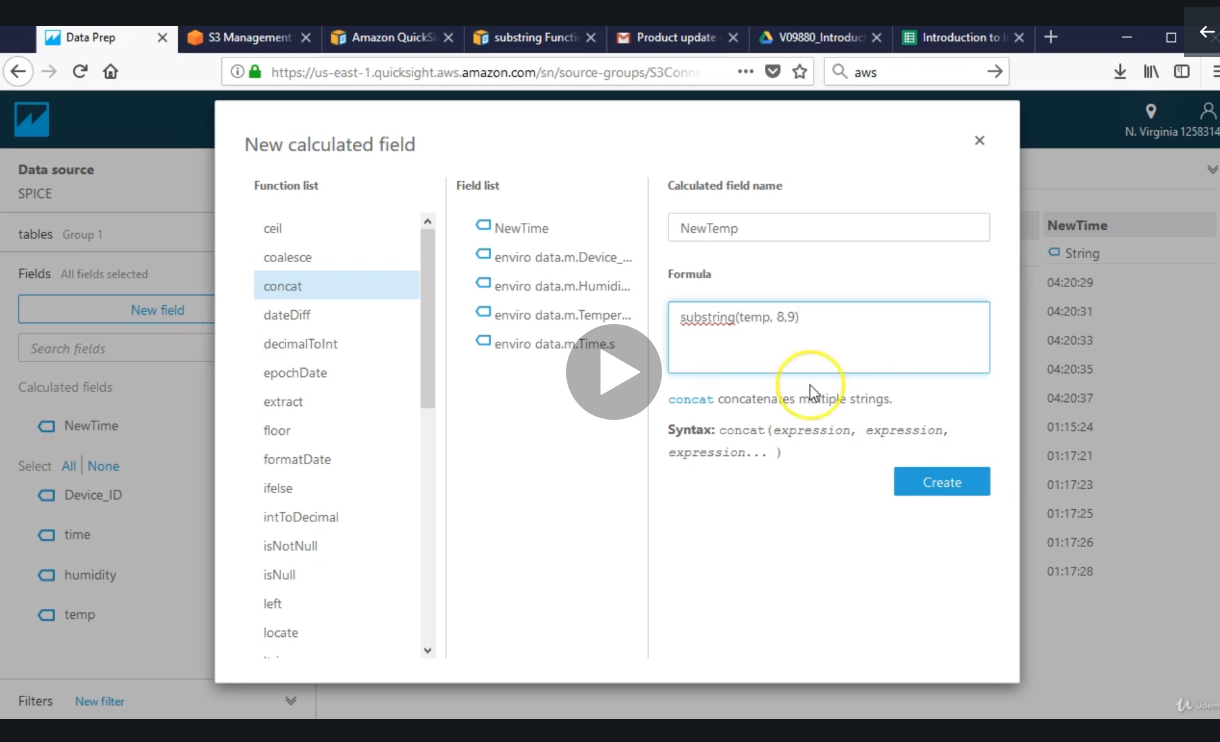 Data Prep
S3 Management
Amazon QuickSi
substring Functi
Product update -
V09880_Introduct
Introduction to I
https://us-east-1.quicksight.aws.amazon.com/sn/source-groups/S3Conne
aws
N. Virginia 1258314
Data source
SPICE
tables Group 1
Fields All fields selected
New field
Search fields
Calculated fields
NewTime
Select All None
Device_ID
time
humidity
temp
Filters New filter
New calculated field
Function list
ceil
coalesce
concat
dateDiff
decimalToInt
epochDate
extract
floor
formatDate
ifelse
intToDecimal
isNotNull
isNull
left
locate
Field list
NewTime
enviro data.m.Device_...
enviro data.m.Humidi...
enviro data.m.Temper...
enviro data.m.Time.s
Calculated field name
NewTemp
Formula
substring(temp, 8,9)
concat concatenates multiple strings.
Syntax: concat(expression, expression,
expression... )
Create
NewTime
String
04:20:29
04:20:31
04:20:33
04:20:35
04:20:37
01:15:24
01:17:21
01:17:23
01:17:25
01:17:26
01:17:28